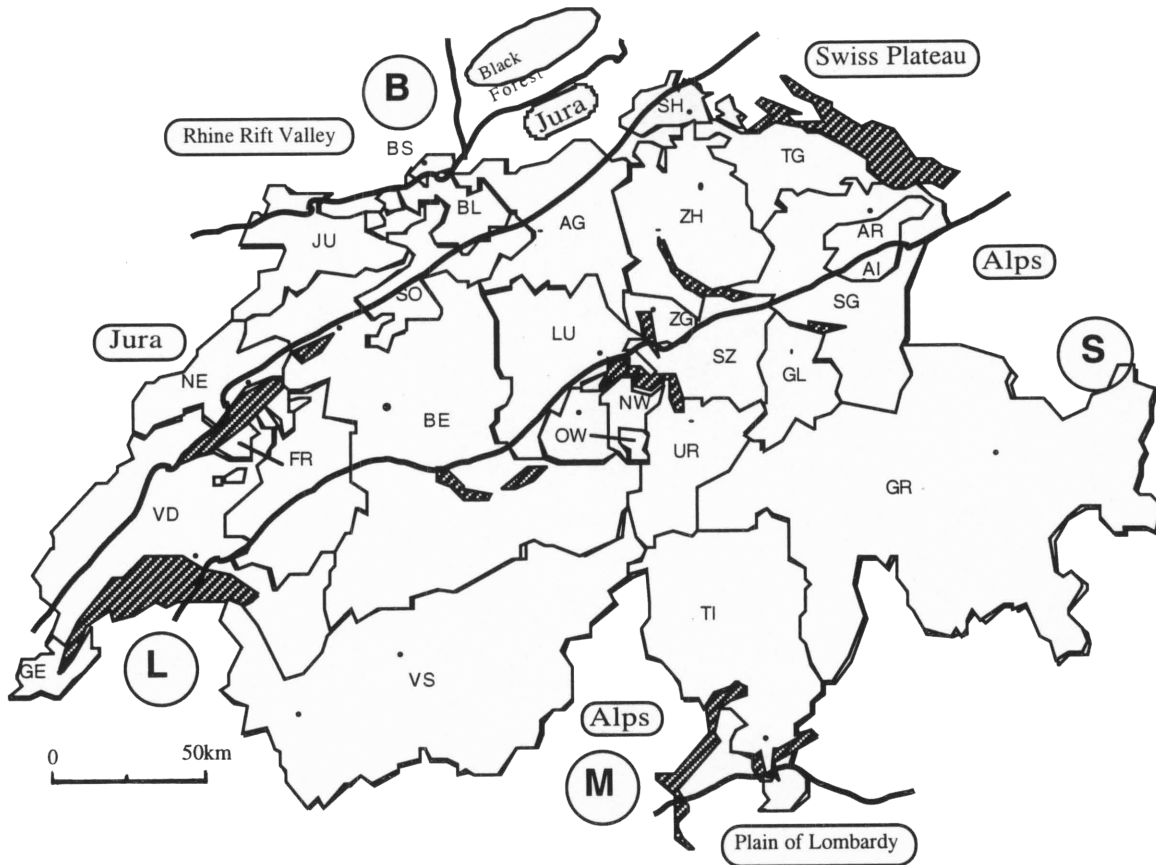 Black
Forest
Swiss Plateau
B
Jura
SH
Rhine Rift Valley
BS
TG
BL
AG
ZH
JU
AR
AI
Alps
SO
SG
LU
ZG
Jura
SZ
S
NE
GL
NW
BE
OW
FR
UR
GR
VD
TI
GE
L
VS
Alps
0
50km
M
Plain of Lombardy